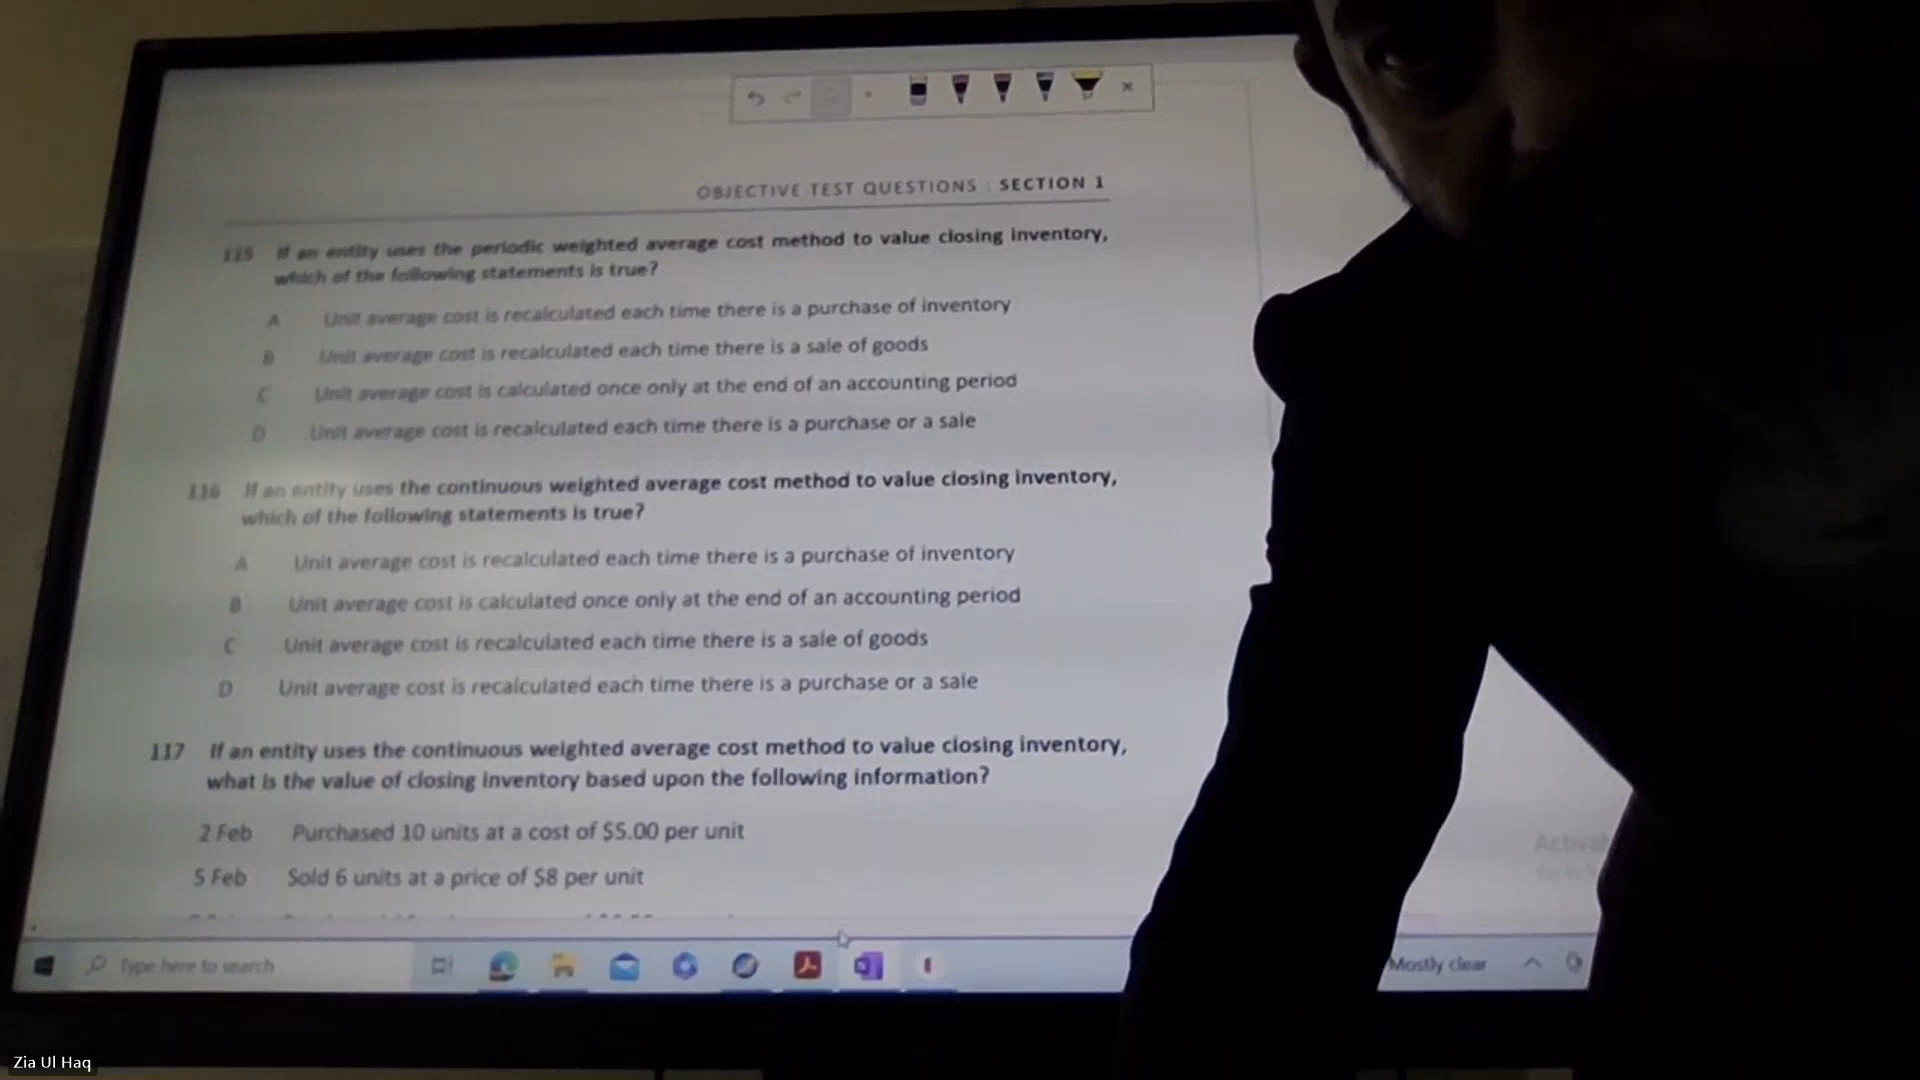 OBJECTIVE TEST QUESTIONS : SECTION 1
115 If an entity uses the periodic weighted average cost method to value closing inventory,
which of the following statements is true?
A Unit average cost is recalculated each time there is a purchase of inventory
B Unit average cost is recalculated each time there is a sale of goods
C Unit average cost is calculated once only at the end of an accounting period
D Unit average cost is recalculated each time there is a purchase or a sale
116 If an entity uses the continuous weighted average cost method to value closing inventory,
which of the following statements is true?
A Unit average cost is recalculated each time there is a purchase of inventory
B Unit average cost is calculated once only at the end of an accounting period
C Unit average cost is recalculated each time there is a sale of goods
D Unit average cost is recalculated each time there is a purchase or a sale
117 If an entity uses the continuous weighted average cost method to value closing inventory,
what is the value of closing inventory based upon the following information?
2 Feb Purchased 10 units at a cost of $5.00 per unit
5 Feb Sold 6 units at a price of $8 per unit
Type here to search
Mostly clear
Zia Ul Haq